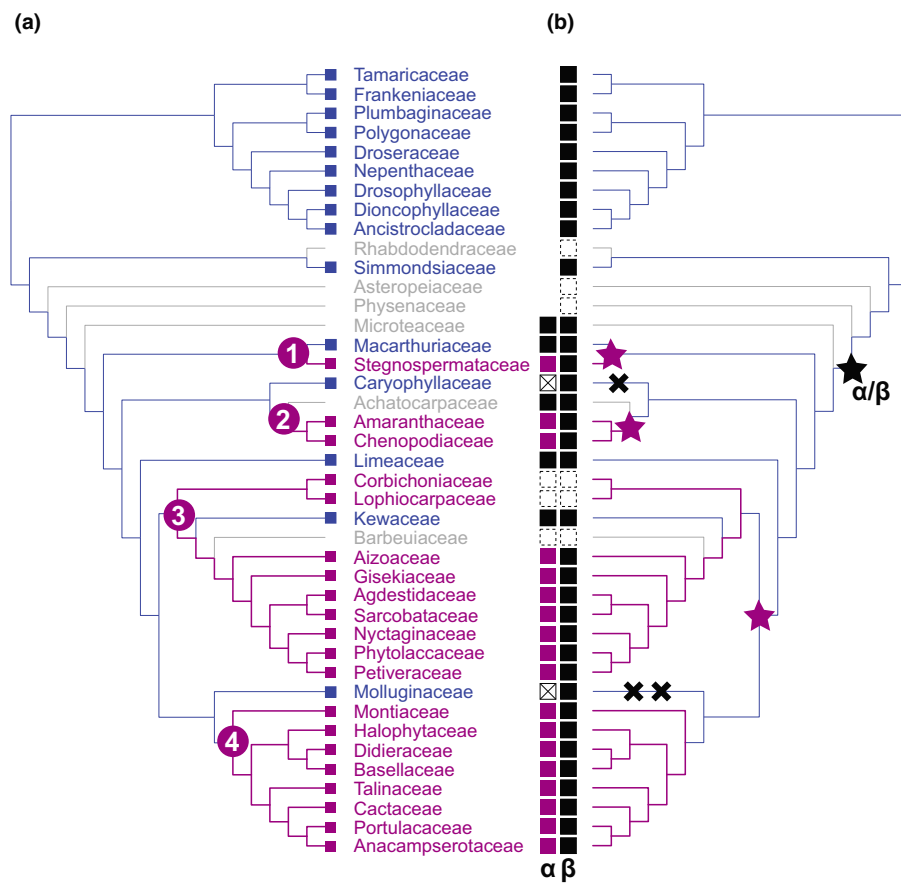 (a)
(b)
Tamaricaceae
Frankeniaceae
Plumbaginaceae
Polygonaceae
Droseraceae
Nepenthaceae
Drosophyllaceae
Dioncophyllaceae
Ancistrocladaceae
Rhabdodendraceae
Simmondsiaceae
Asteropeiaceae
Physenaceae
Microteaceae
Macarthuriaceae
1
Stegnospermataceae
Caryophyllaceae
α/β
Achatocarpaceae
2
Amaranthaceae
Chenopodiaceae
Limeaceae
Corbichoniaceae
Lophiocarpaceae
3
Kewaceae
Barbeuiaceae
Aizoaceae
Gisekiaceae
Agdestidaceae
Sarcobataceae
Nyctaginaceae
Phytolaccaceae
Petiveraceae
Molluginaceae
Montiaceae
Halophytaceae
4
Didieraceae
Basellaceae
Talinaceae
Cactaceae
Portulacaceae
Anacampserotaceae
α β